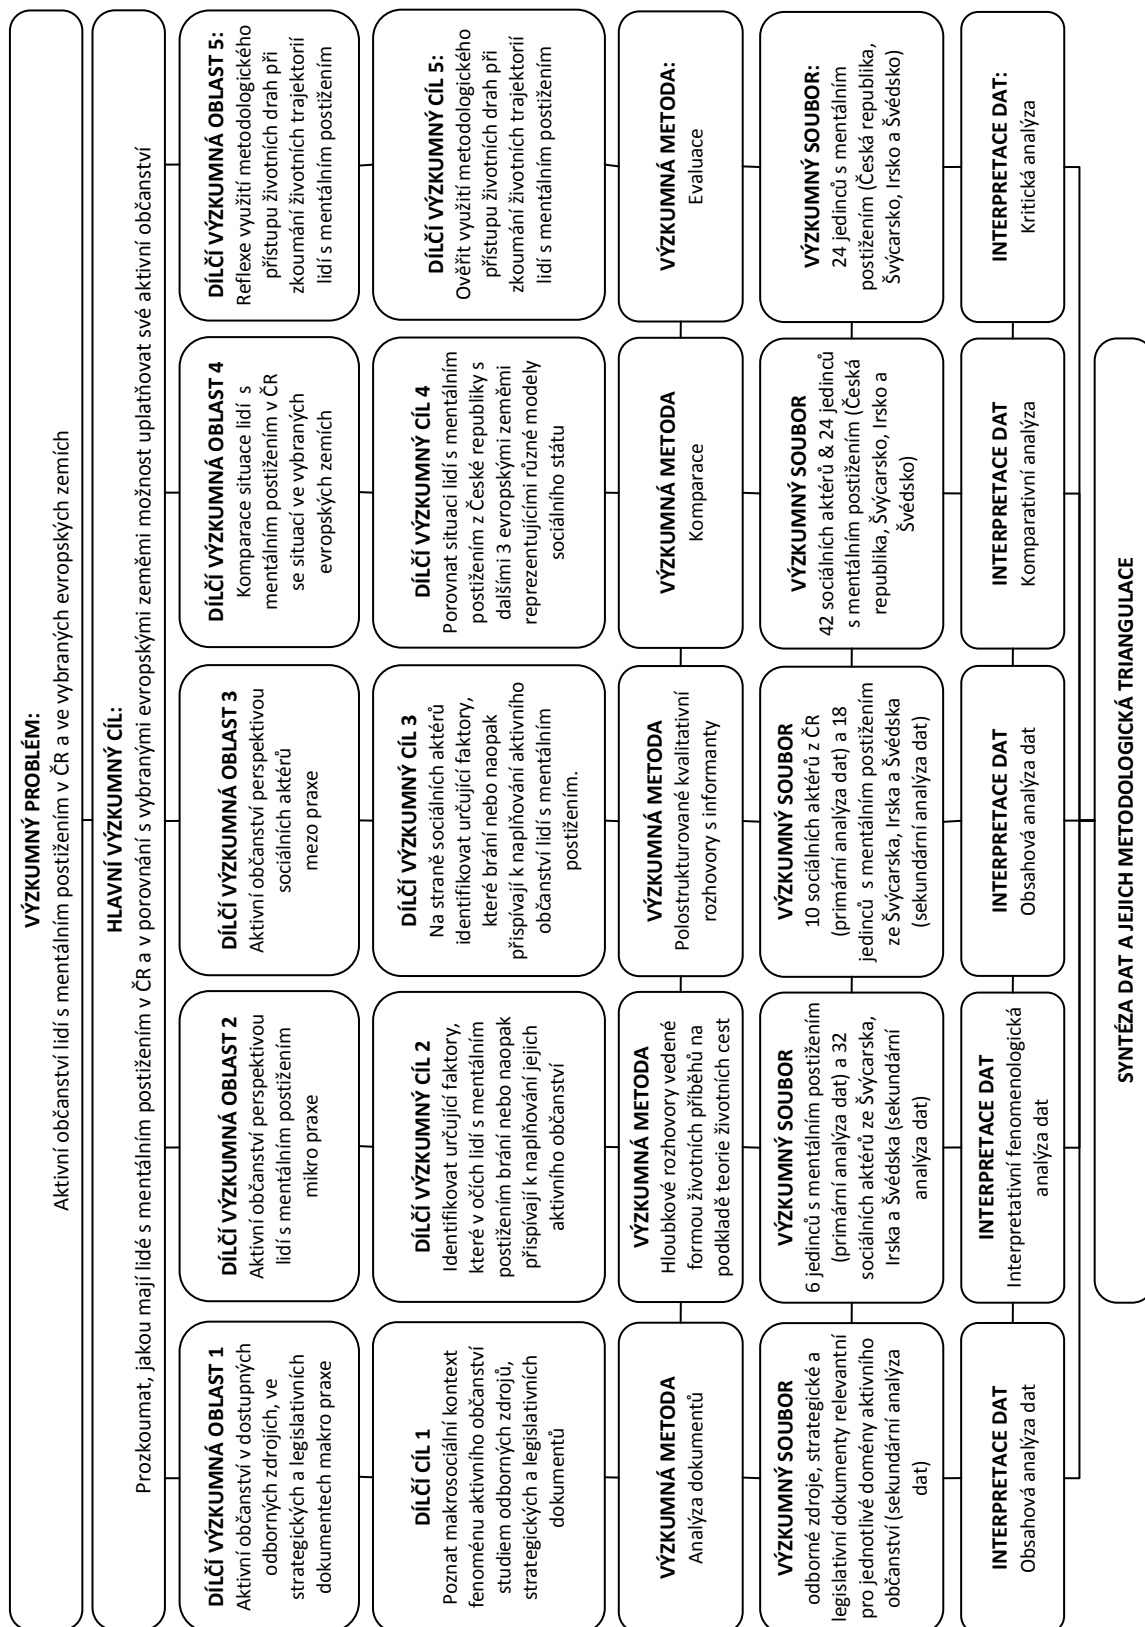 VÝZKUMNÝ PROBLÉM:
Aktivní občanství lidí s mentálním postižením v ČR a ve vybraných evropských zemích
HLAVNÍ VÝZKUMNÝ CÍL:
Prozkoumat, jakou mají lidé s mentálním postižením v ČR a v porovnání s vybranými evropskými zeměmi možnost uplatňovat své aktivní občanství
DÍLČÍ VÝZKUMNÁ OBLAST 1
Aktivní občanství v dostupných
odborných zdrojích, ve
strategických a legislativních
dokumentech makro praxe
DÍLČÍ VÝZKUMNÁ OBLAST 2
Aktivní občanství perspektivou
lidí s mentálním postižením
mikro praxe
DÍLČÍ VÝZKUMNÁ OBLAST 3
Aktivní občanství perspektivou
sociálních aktérů
mezo praxe
DÍLČÍ VÝZKUMNÁ OBLAST 4
Komparace situace lidí s
mentálním postižením v ČR
se situací ve vybraných
evropských zemích
DÍLČÍ VÝZKUMNÁ OBLAST 5:
Reflexe využití metodologického
přístupu životních drah při
zkoumání životních trajektorií
lidí s mentálním postižením
DÍLČÍ CÍL 1
Poznat makrosociální kontext
fenoménu aktivního občanství
studiem odborných zdrojů,
strategických a legislativních
dokumentů
DÍLČÍ VÝZKUMNÝ CÍL 2
Identifikovat určující faktory,
které v očích lidí s mentálním
postižením brání nebo naopak
přispívají k naplňování jejich
aktivního občanství
DÍLČÍ VÝZKUMNÝ CÍL 3
Na straně sociálních aktérů
identifikovat určující faktory,
které brání nebo naopak
přispívají k naplňování aktivního
občanství lidí s mentálním
postižením.
DÍLČÍ VÝZKUMNÝ CÍL 4
Porovnat situaci lidí s mentálním
postižením z České republiky s
dalšími 3 evropskými zeměmi
reprezentujícími různé modely
sociálního státu
DÍLČÍ VÝZKUMNÝ CÍL 5:
Ověřit využití metodologického
přístupu životních drah při
zkoumání životních trajektorií
lidí s mentálním postižením
VÝZKUMNÁ METODA
Analýza dokumentů
VÝZKUMNÁ METODA
Hloubkové rozhovory vedené
formou životních příběhů na
podkladě teorie životních cest
VÝZKUMNÁ METODA
Polostrukturované kvalitativní
rozhovory s informanty
VÝZKUMNÁ METODA
Komparace
VÝZKUMNÁ METODA:
Evaluace
VÝZKUMNÝ SOUBOR
odborné zdroje, strategické a
legislativní dokumenty relevantní
pro jednotlivé domény aktivního
občanství (sekundární analýza
dat)
VÝZKUMNÝ SOUBOR
6 jedinců s mentálním postižením
(primární analýza dat) a 32
sociálních aktérů ze Švýcarska,
Irska a Švédska (sekundární
analýza dat)
VÝZKUMNÝ SOUBOR
10 sociálních aktérů z ČR
(primární analýza dat) a 18
jedinců s mentálním postižením
ze Švýcarska, Irska a Švédska
(sekundární analýza dat)
VÝZKUMNÝ SOUBOR
42 sociálních aktérů & 24 jedinců
s mentálním postižením (Česká
republika, Švýcarsko, Irsko a
Švédsko)
VÝZKUMNÝ SOUBOR:
24 jedinců s mentálním
postižením (Česká republika,
Švýcarsko, Irsko a Švédsko)
INTERPRETACE DAT
Obsahová analýza dat
INTERPRETACE DAT
Interpretativní fenomenologická
analýza dat
INTERPRETACE DAT
Obsahová analýza dat
INTERPRETACE DAT
Komparativní analýza
INTERPRETACE DAT:
Kritická analýza
SYNTÉZA DAT A JEJICH METODOLOGICKÁ TRIANGULACE